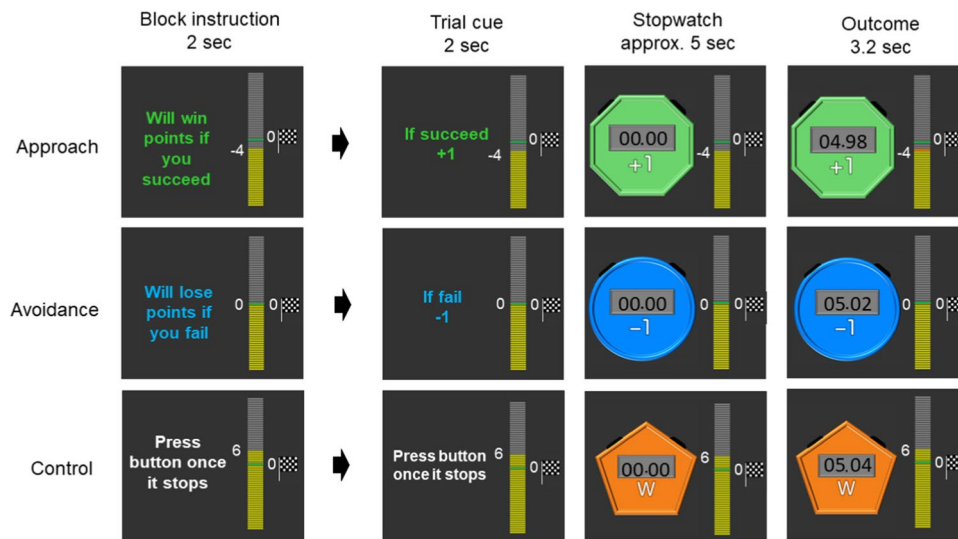 Block instruction
2 sec
Trial cue
2 sec
Stopwatch
approx. 5 sec
Outcome
3.2 sec
Approach
Will win
points if
you
succeed
-4
0
If succeed
+1
-4
0
00.00
+1
-4
0
04.98
+1
-4
0
Avoidance
Will lose
points if
you fail
0
0
If fail
-1
0
0
00.00
-1
0
0
05.02
-1
0
0
Control
Press
button once
it stops
6
0
Press button
once it stops
6
0
00.00
W
6
0
05.04
W
6
0